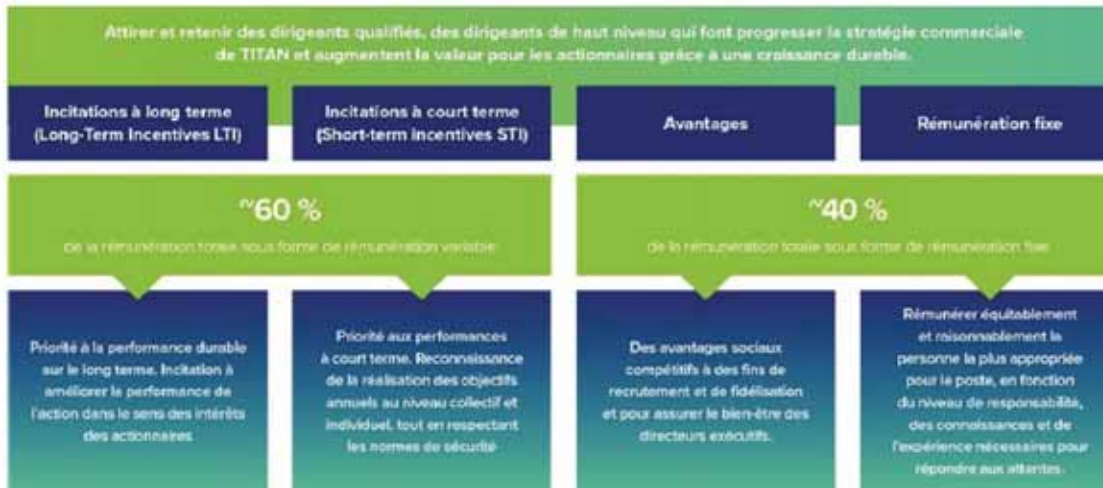 Attirer et retenir des dirigeants qualifiés, des dirigeants de haut niveau qui font progresser la stratégie commerciale
de TITAN et augmentent la valeur pour les actionnaires grâce à une croissance durable.
Incitations à long terme
(Long-Term Incentives LTI)
Incitations à court terme
(Short-term incentives STI)
Avantages
Rémunération fixe
~60 %
de la rémunération totale sous forme de rémunération variable
~40 %
de la rémunération totale sous forme de rémunération fixe
Priorité à la performance durable
sur le long terme. Incitation à
améliorer la performance de
l'action dans le sens des intérêts
des actionnaires
Priorité aux performances
à court terme. Reconnaissance
de la réalisation des objectifs
annuels au niveau collectif et
individuel, tout en respectant
les normes de sécurité
Des avantages sociaux
compétitifs à des fins de
recrutement et de fidélisation
et pour assurer le bien-être des
directeurs exécutifs.
Rémunérer équitablement
et raisonnablement la
personne la plus appropriée
pour le poste, en fonction
du niveau de responsabilité,
des connaissances et de
l'expérience nécessaires pour
répondre aux attentes.